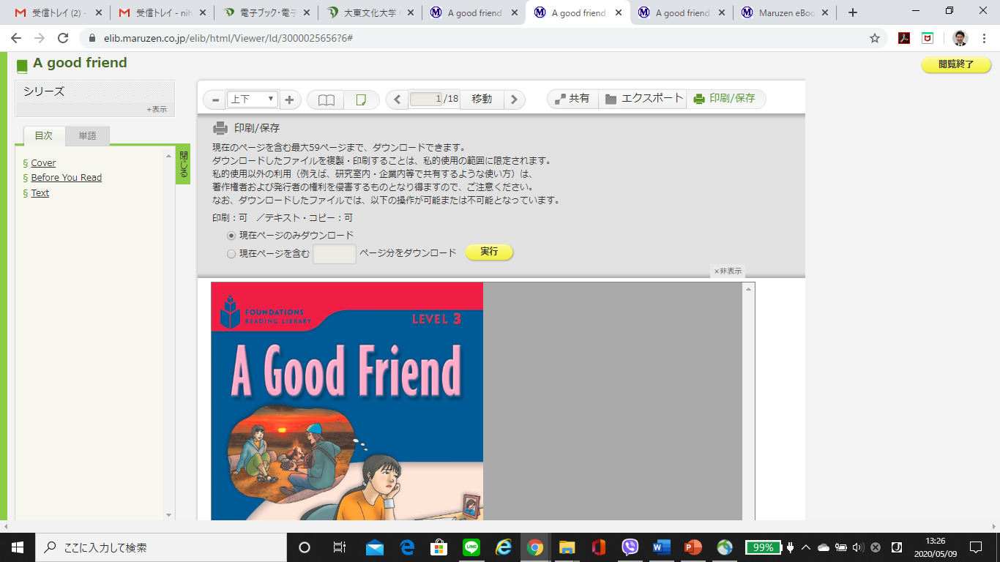 受信トレイ (2) -
受信トレイ - nih
電子ブック・電子
大東文化大学
A good friend
A good friend
A good friend
Maruzen eBoo
elib.maruzen.co.jp/elib/html/Viewer/Id/3000025656?6#
A good friend
閲覧終了
シリーズ
+表示
目次
単語
§ Cover
§ Before You Read
§ Text
閉じる
上下
1 /18 移動
共有
エクスポート
印刷/保存
印刷/保存
現在のページを含む最大59ページまで、ダウンロードできます。
ダウンロードしたファイルを複製・印刷することは、私的使用の範囲に限定されます。
私的使用以外の利用（例えば、研究室内・企業内等で共有するような使い方）は、
著作権者および発行者の権利を侵害するものとなり得ますので、ご注意ください。
なお、ダウンロードしたファイルでは、以下の操作が可能または不可能となっています。
印刷：可　／テキスト・コピー：可
現在ページのみダウンロード
現在ページを含む ページ分をダウンロード 実行
×非表示
FOUNDATIONS
READING LIBRARY
LEVEL 3
A Good Friend
ここに入力して検索
99%
13:26
2020/05/09